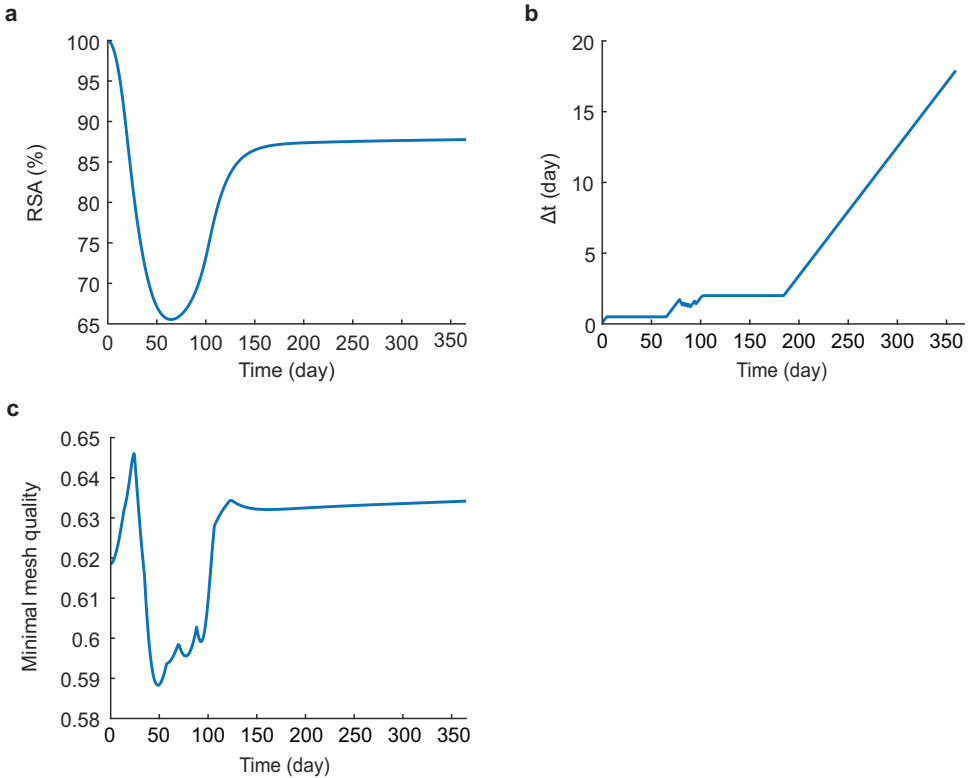 a
100
95
90
85
80
75
70
65
RSA (%)
0 50 100 150 200 250 300 350
Time (day)
b
20
15
10
5
0
Δt (day)
0 50 100 150 200 250 300 350
Time (day)
c
0.65
0.64
0.63
0.62
0.61
0.6
0.59
0.58
Minimal mesh quality
0 50 100 150 200 250 300 350
Time (day)